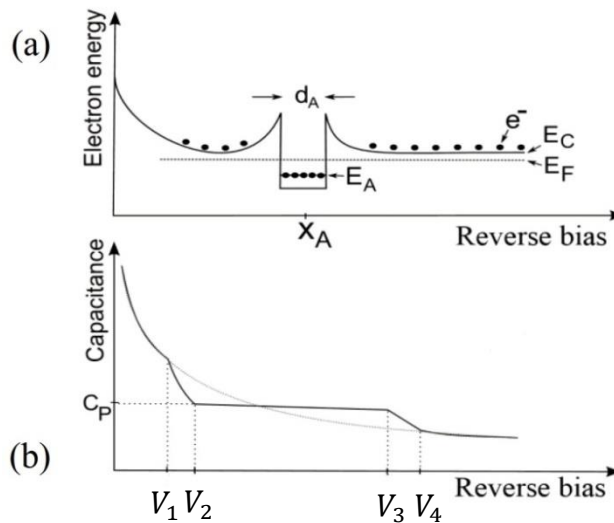 (a)
Electron energy
d_A
e⁻
E_C
E_F
E_A
X_A
Reverse bias
Capacitance
C_P
(b)
V_1 V_2 V_3 V_4
Reverse bias